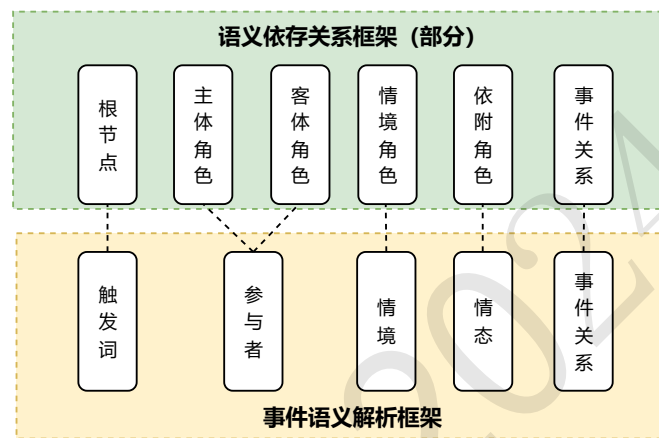 语义依存关系框架（部分）
根节点
主体角色
客体角色
情境角色
依附角色
事件关系
触发词
参与者
情境
情态
事件关系
事件语义解析框架
2024